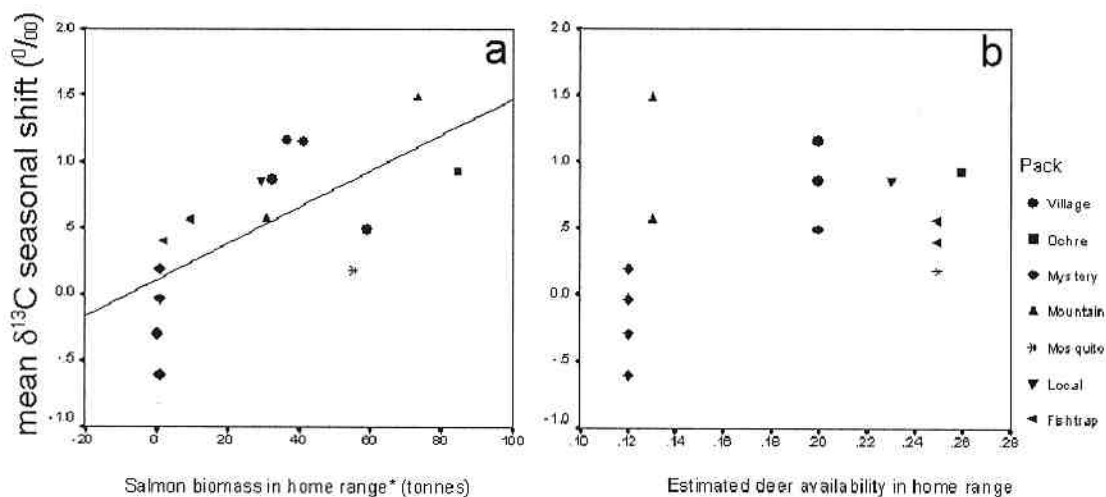 mean δ13C seasonal shift (0/00)
a
2.0
1.5
1.0
.5
0.0
-.5
-1.0
-20
0
20
40
60
80
100
Salmon biomass in home range* (tonnes)
b
2.0
1.5
1.0
.5
0.0
-.5
-1.0
.10
.12
.14
.16
.18
.20
.22
.24
.26
.28
Estimated deer availability in home range
Pack
Village
Ochre
Mystery
Mountain
Mosquito
Local
Fishtrap